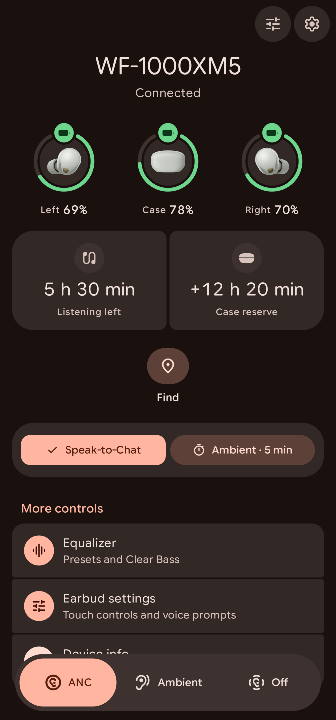 WF-1000XM5
Connected
Left 69%
Case 78%
Right 70%
5 h 30 min
Listening left
+12 h 20 min
Case reserve
Find
Speak-to-Chat
Ambient · 5 min
More controls
Equalizer
Presets and Clear Bass
Earbud settings
Touch controls and voice prompts
Device info
ANC
Ambient
Off